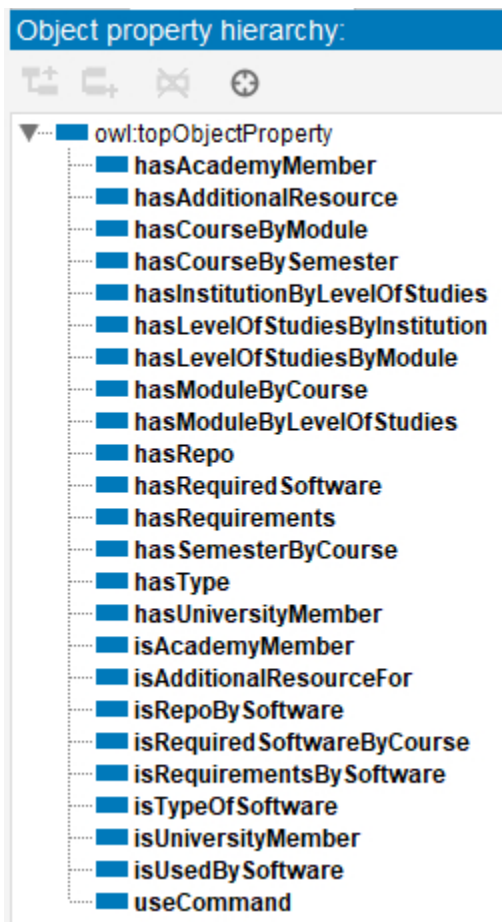 Object property hierarchy:
owl:topObjectProperty
hasAcademyMember
hasAdditionalResource
hasCourseByModule
hasCourseBySemester
hasInstitutionByLevelOfStudies
hasLevelOfStudiesByInstitution
hasLevelOfStudiesByModule
hasModuleByCourse
hasModuleByLevelOfStudies
hasRepo
hasRequiredSoftware
hasRequirements
hasSemesterByCourse
hasType
hasUniversityMember
isAcademyMember
isAdditionalResourceFor
isRepoBySoftware
isRequiredSoftwareByCourse
isRequirementsBySoftware
isTypeOfSoftware
isUniversityMember
isUsedBySoftware
useCommand